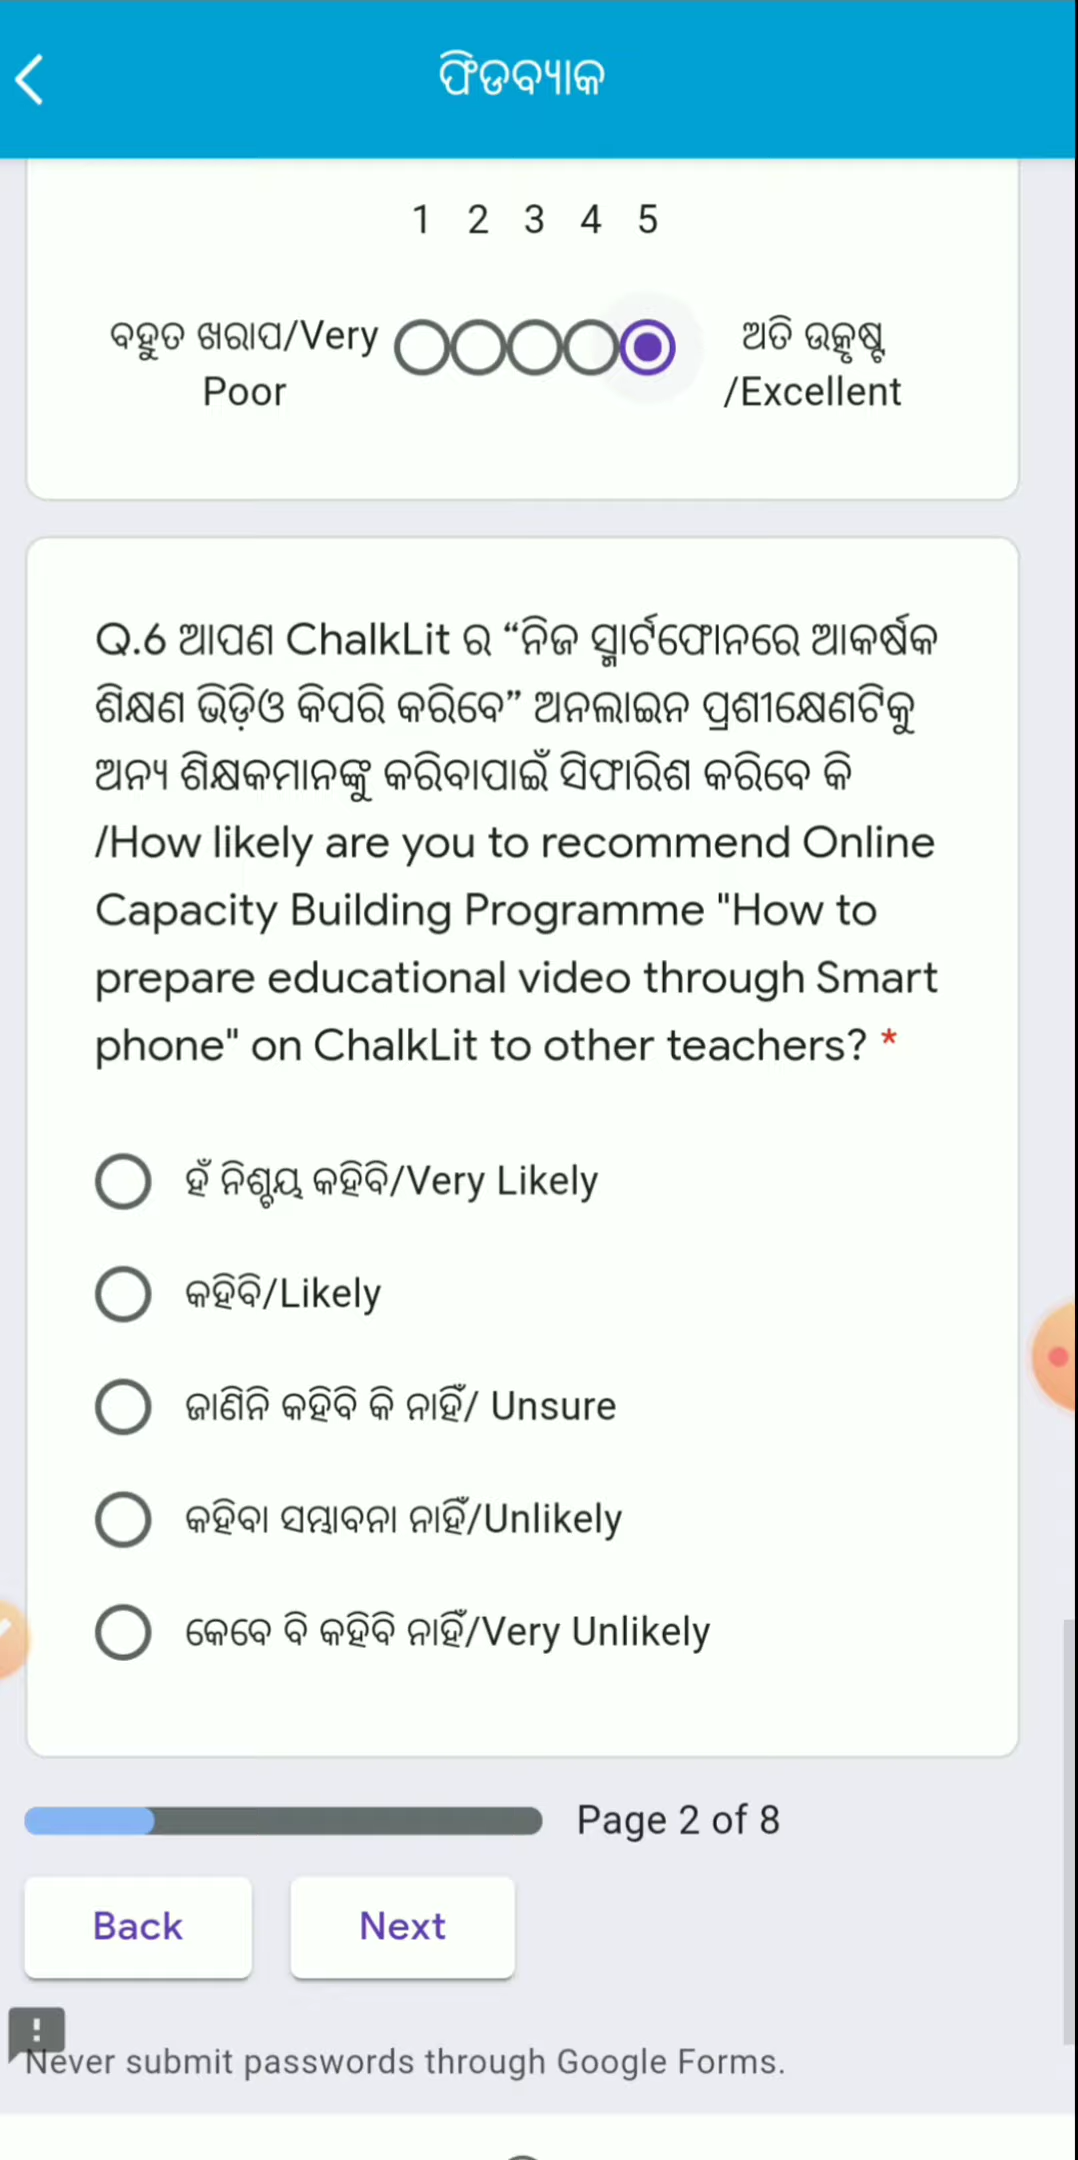 ଫିଡବ୍ୟାକ
1 2 3 4 5
ବହୁତ ଖରାପ/Very Poor
ଅତି ଉତ୍କୃଷ୍ଟ /Excellent
Q.6 ଆପଣ ChalkLit ର “ନିଜ ସ୍ମାର୍ଟଫୋନରେ ଆକର୍ଷକ
ଶିକ୍ଷଣ ଭିଡ଼ିଓ କିପରି କରିବେ” ଅନଲାଇନ ପ୍ରଶୀକ୍ଷେଣଟିକୁ
ଅନ୍ୟ ଶିକ୍ଷକମାନଙ୍କୁ କରିବାପାଇଁ ସିଫାରିଶ କରିବେ କି
/How likely are you to recommend Online
Capacity Building Programme "How to
prepare educational video through Smart
phone" on ChalkLit to other teachers? *
ହଁ ନିଶ୍ଚୟ କହିବି/Very Likely
କହିବି/Likely
ଜାଣିନି କହିବି କି ନାହିଁ/ Unsure
କହିବା ସମ୍ଭାବନା ନାହିଁ/Unlikely
କେବେ ବି କହିବି ନାହିଁ/Very Unlikely
Page 2 of 8
Back Next
Never submit passwords through Google Forms.